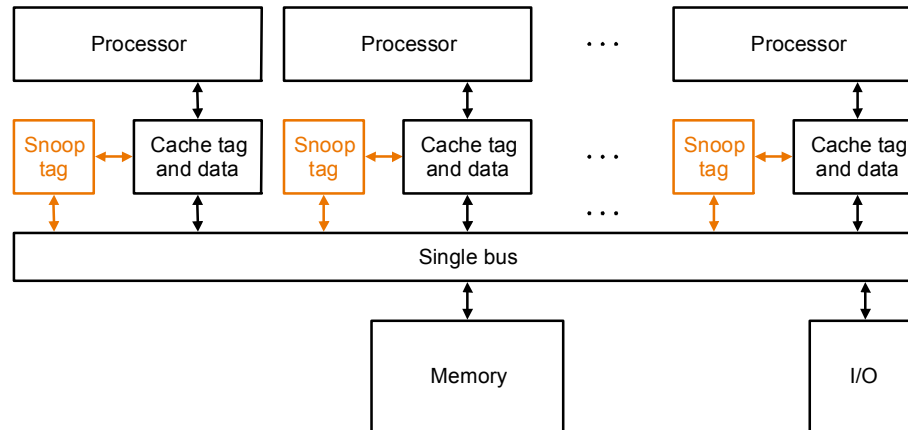 Processor
Processor
. . .
Processor
Snoop
tag
Cache tag
and data
Snoop
tag
Cache tag
and data
. . .
Snoop
tag
Cache tag
and data
. . .
Single bus
Memory
I/O